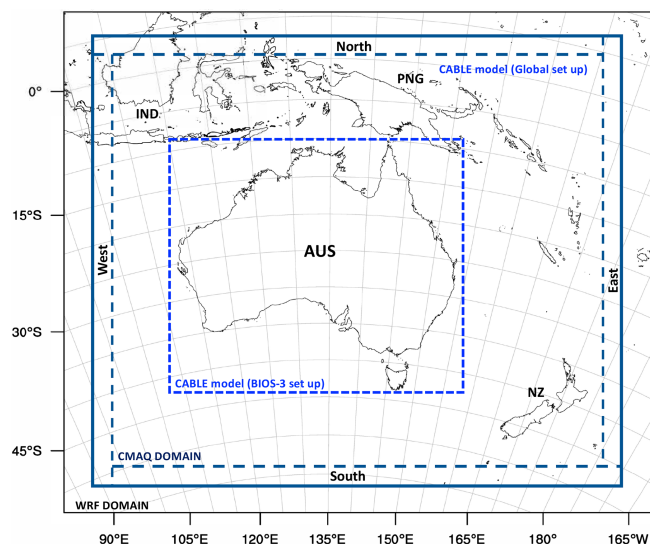 North
CABLE model (Global set up)
PNG
0°
IND
15°S
AUS
West
East
30°S
CABLE model (BIOS-3 set up)
NZ
45°S
CMAQ DOMAIN
South
WRF DOMAIN
90°E 105°E 120°E 135°E 150°E 165°E 180° 165°W